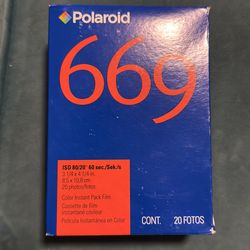 Polaroid
669
ISO 80/20° 60 sec./Sek./s
3 1/4 x 4 1/4 in.
8,5 x 10,8 cm
20 photos/fotos
Color Instant Pack Film
Cassette de Film
instantané couleur
Película Instantánea en Color
CONT. 20 FOTOS